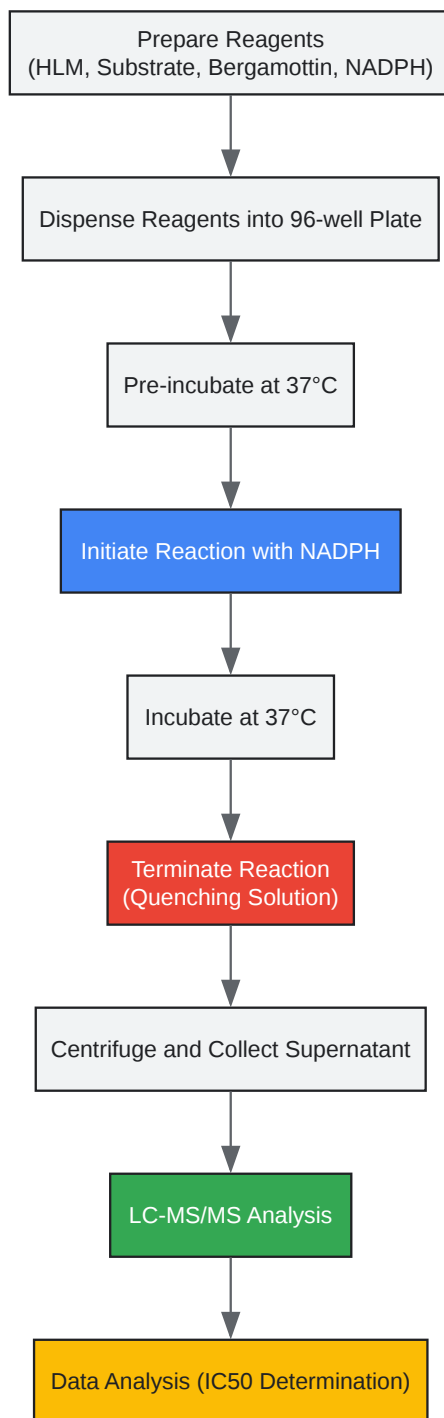 Prepare Reagents
(HLM, Substrate, Bergamottin, NADPH)
Dispense Reagents into 96-well Plate
Pre-incubate at 37°C
Initiate Reaction with NADPH
Incubate at 37°C
Terminate Reaction
(Quenching Solution)
Centrifuge and Collect Supernatant
LC-MS/MS Analysis
Data Analysis (IC50 Determination)